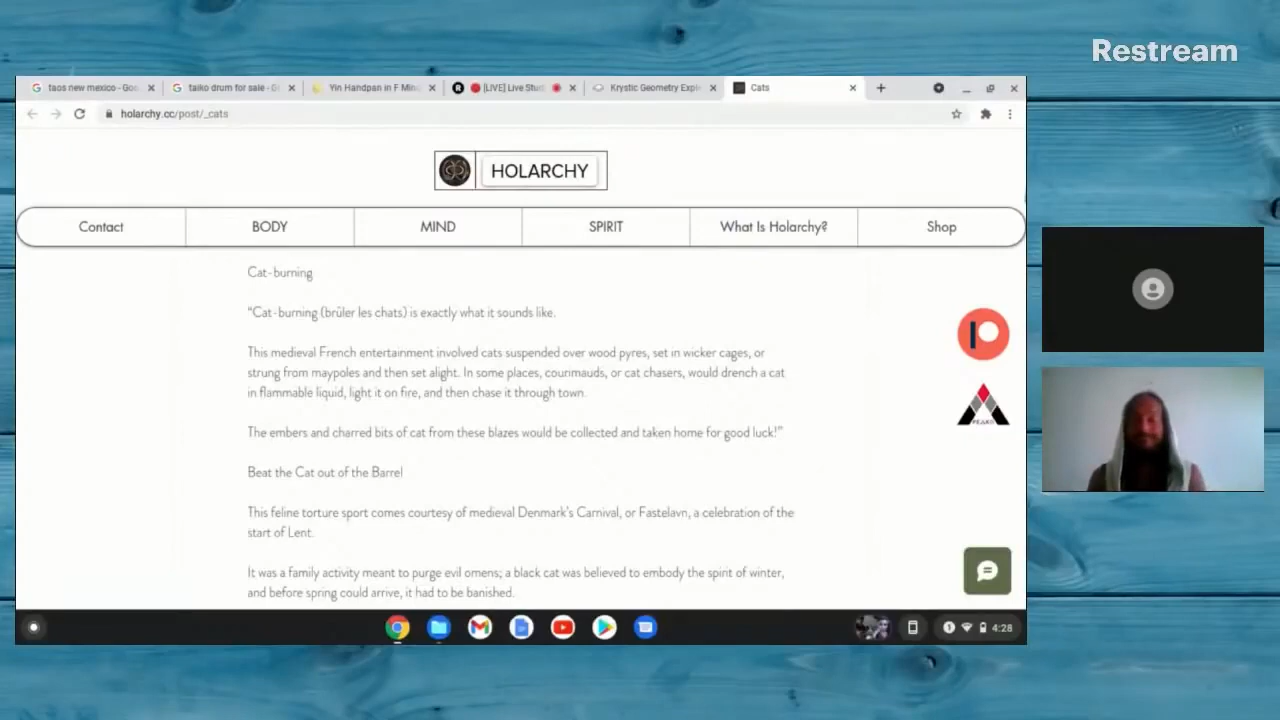 Restream
taos new mexico - Goo
taiko drum for sale - G
Yin Handpan in F Min
[LIVE] Live Stud
Krystic Geometry Expl
Cats
holarchy.cc/post/_cats
HOLARCHY
Contact
BODY
MIND
SPIRIT
What Is Holarchy?
Shop
Cat-burning
“Cat-burning (brûler les chats) is exactly what it sounds like.
This medieval French entertainment involved cats suspended over wood pyres, set in wicker cages, or
strung from maypoles and then set alight. In some places, courimauds, or cat chasers, would drench a cat
in flammable liquid, light it on fire, and then chase it through town.
The embers and charred bits of cat from these blazes would be collected and taken home for good luck!”
Beat the Cat out of the Barrel
This feline torture sport comes courtesy of medieval Denmark's Carnival, or Fastelavn, a celebration of the
start of Lent.
It was a family activity meant to purge evil omens; a black cat was believed to embody the spirit of winter,
and before spring could arrive, it had to be banished.
1
4:28